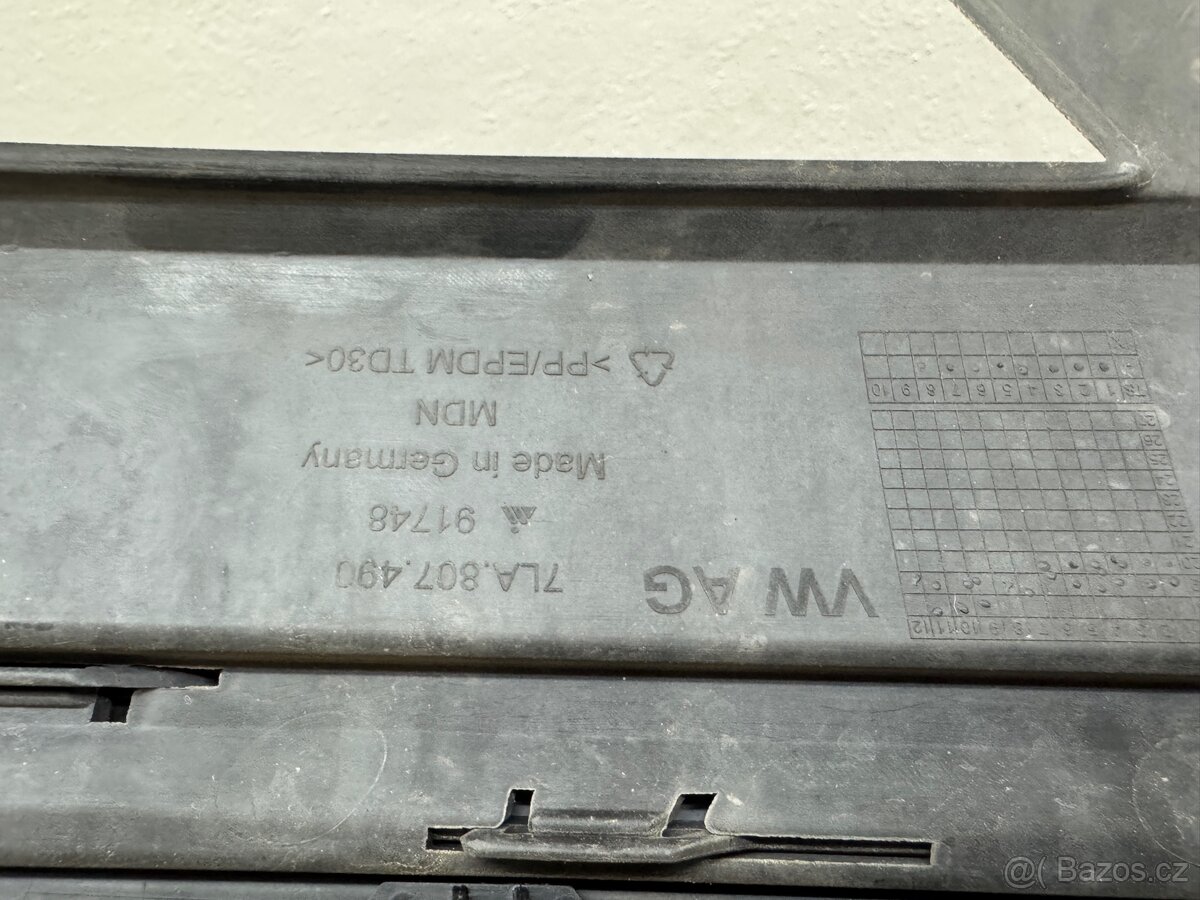 VW AG 7LA.807.490
91748
Made in Germany
MDN
>PP/EPDM TD30<
Bazos.cz